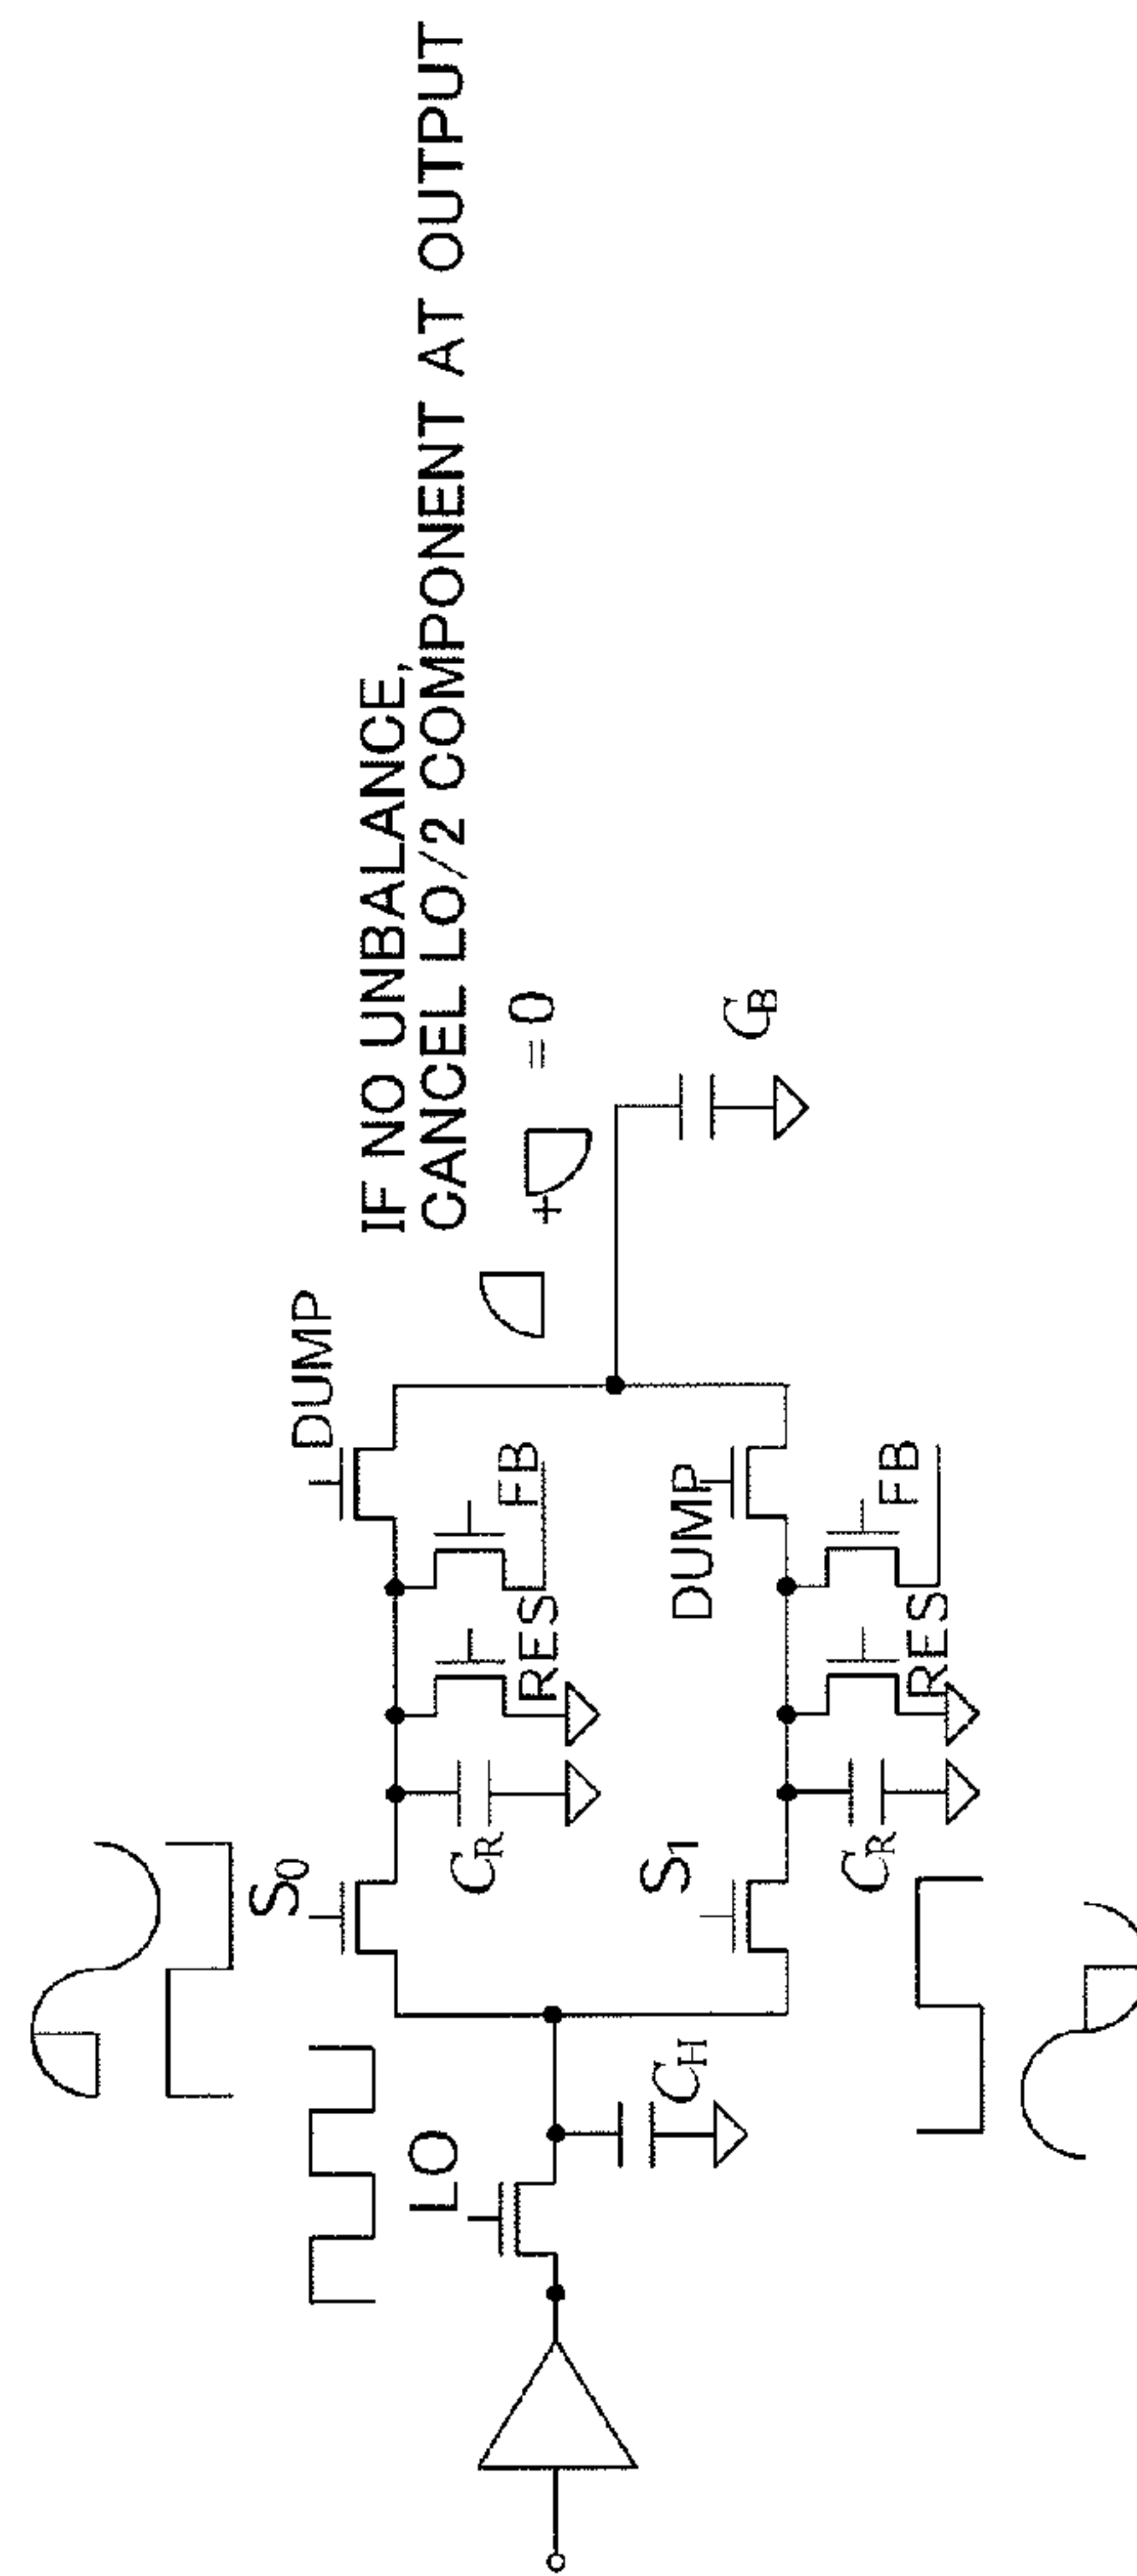 IF NO UNBALANCE,
CANCEL LO/2 COMPONENT AT OUTPUT
+ =0
LO
CH
S0
CR
RES
FB
DUMP
S1
CR
RES
FB
DUMP
CB